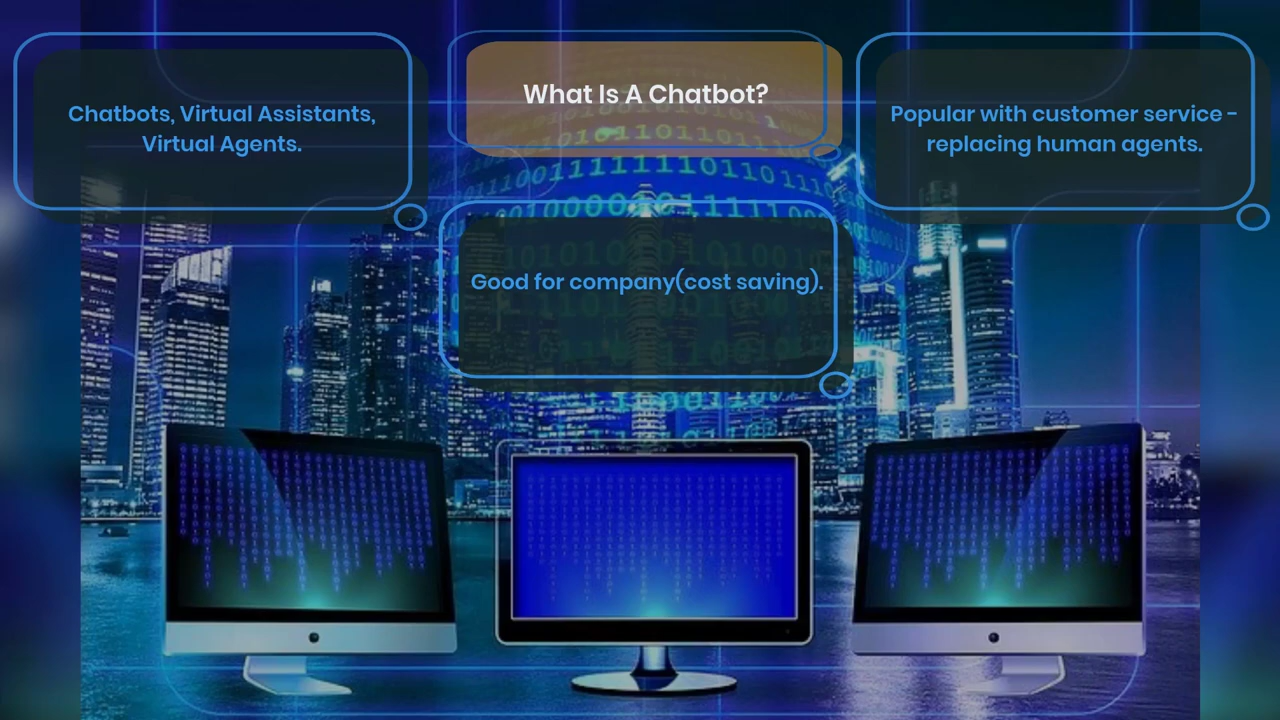 What Is A Chatbot?
Chatbots, Virtual Assistants,
Virtual Agents.
Popular with customer service -
replacing human agents.
Good for company(cost saving).